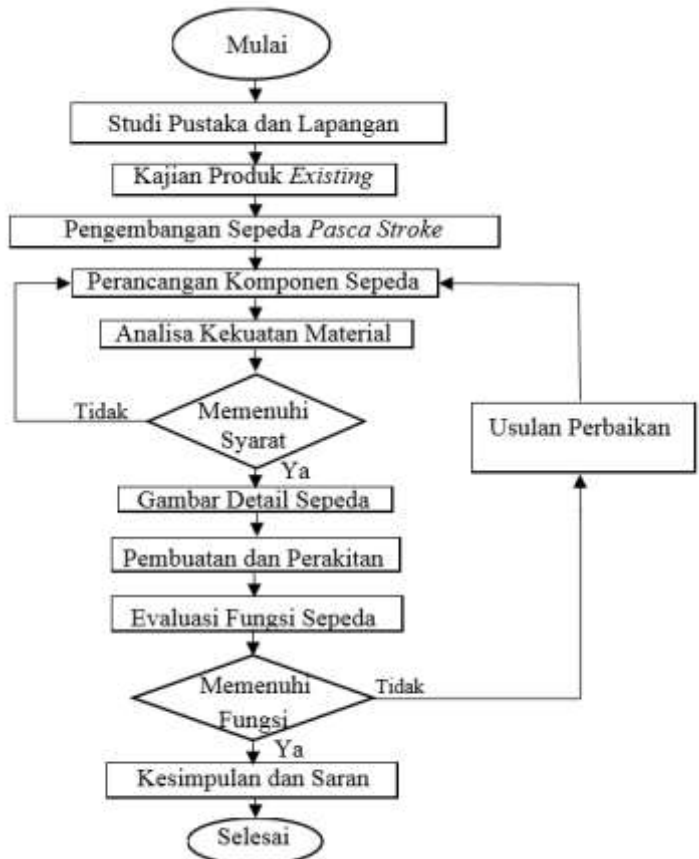 Mulai
Studi Pustaka dan Lapangan
Kajian Produk Existing
Pengembangan Sepeda Pasca Stroke
Perancangan Komponen Sepeda
Analisa Kekuatan Material
Tidak
Memenuhi
Syarat
Usulan Perbaikan
Ya
Gambar Detail Sepeda
Pembuatan dan Perakitan
Evaluasi Fungsi Sepeda
Memenuhi
Fungsi
Tidak
Ya
Kesimpulan dan Saran
Selesai